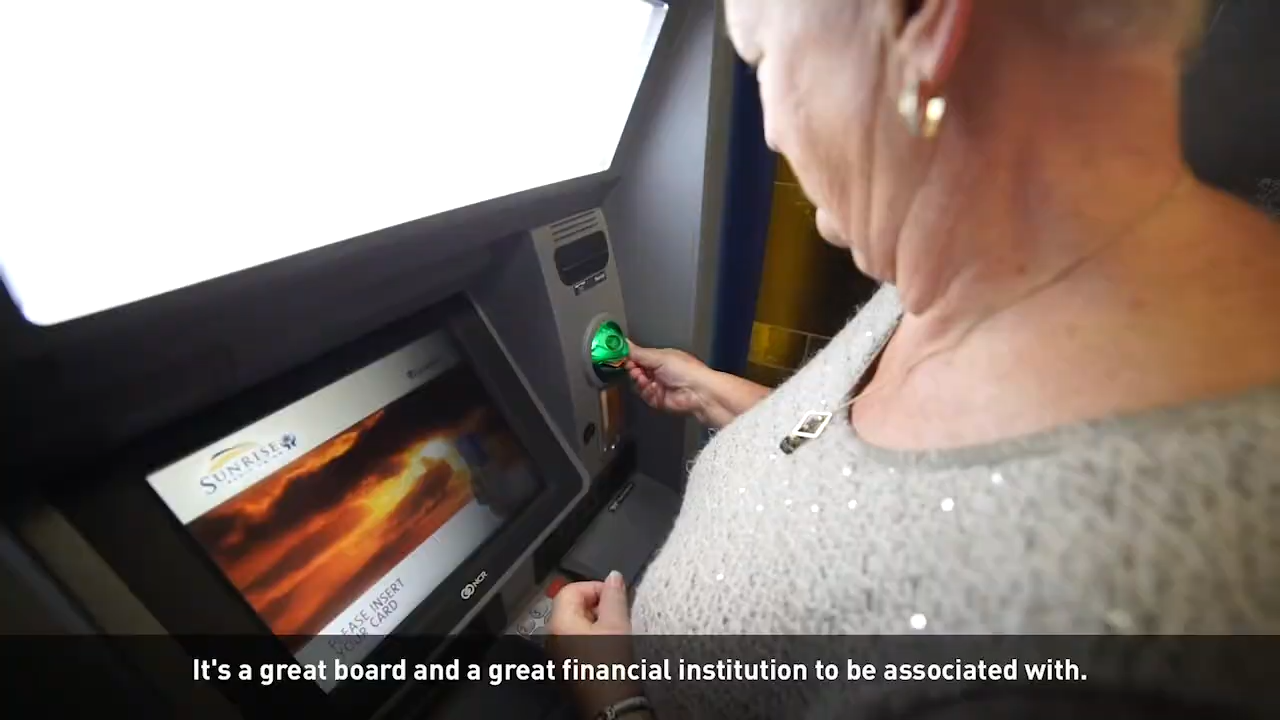 SUNRISE
PLEASE INSERT
YOUR CARD
NCR
It's a great board and a great financial institution to be associated with.